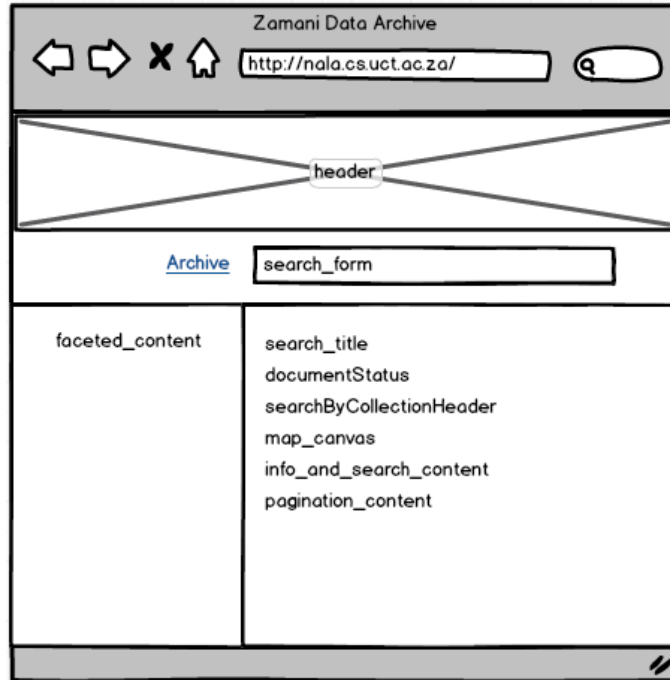 Zamani Data Archive
http://nala.cs.uct.ac.za/
header
Archive search_form
faceted_content
search_title
documentStatus
searchByCollectionHeader
map_canvas
info_and_search_content
pagination_content